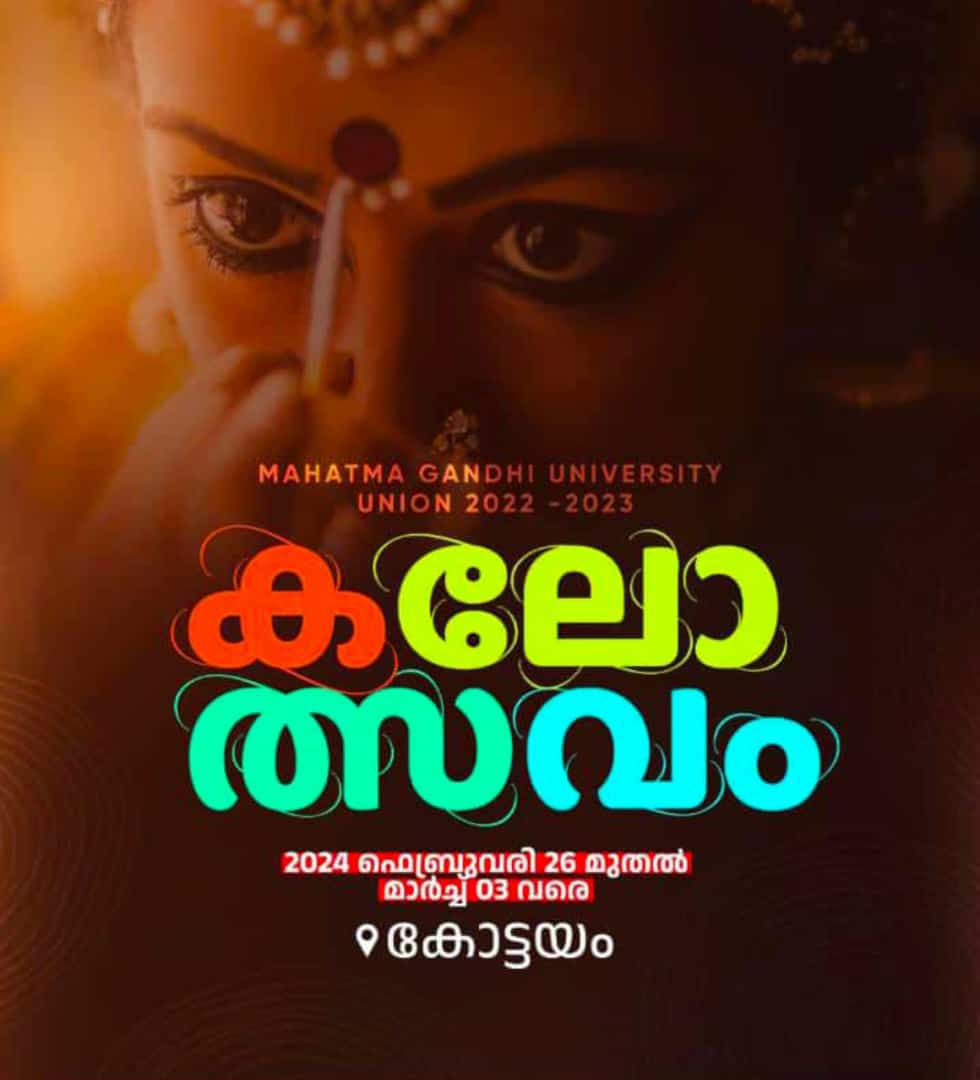 MAHATMA GANDHI UNIVERSITY
UNION 2022 -2023
കലോ
ത്സവം
2024 ഫെബ്രുവരി 26 മുതൽ
മാർച്ച് 03 വരെ
കോട്ടയം